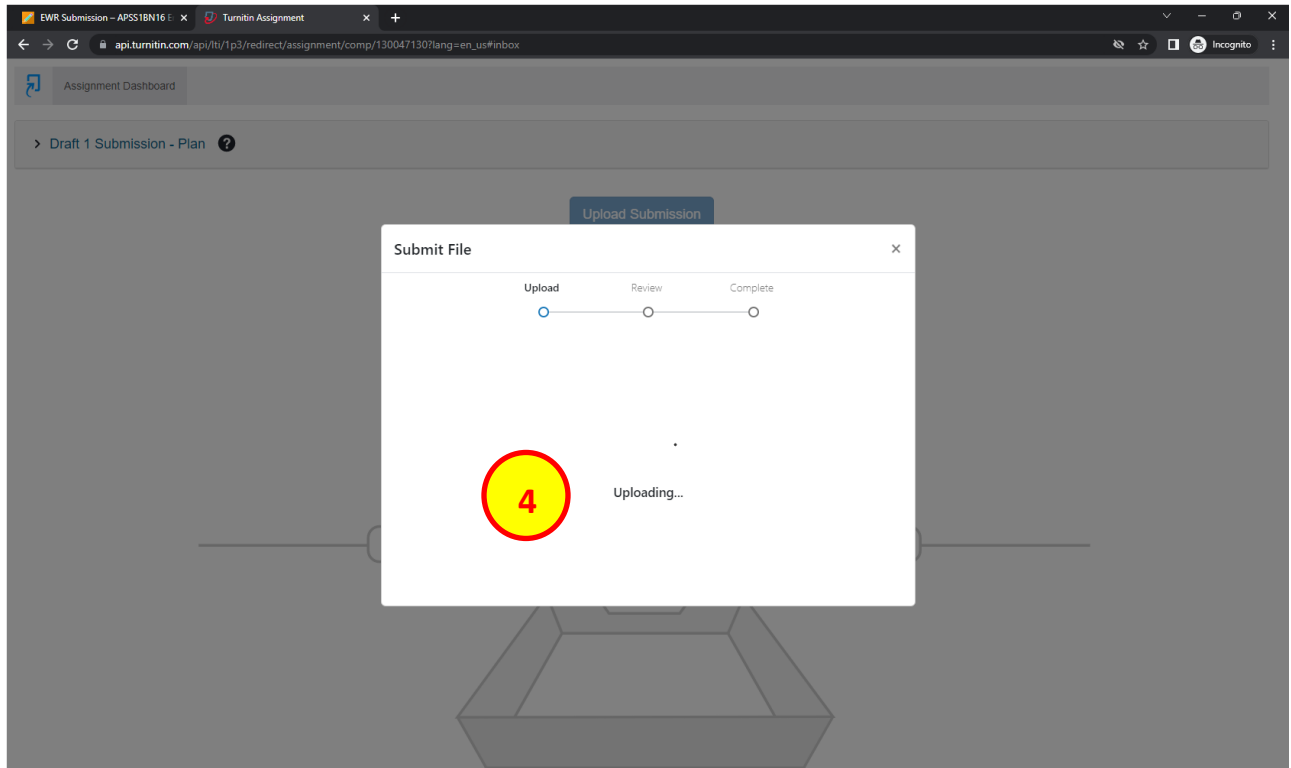 EWR Submission – APSS1BN16 E
Turnitin Assignment
api.turnitin.com/api/lti/1p3/redirect/assignment/comp/130047130?lang=en_us#inbox
Incognito
Assignment Dashboard
Draft 1 Submission - Plan ?
Upload Submission
Submit File
Upload Review Complete
4
Uploading...